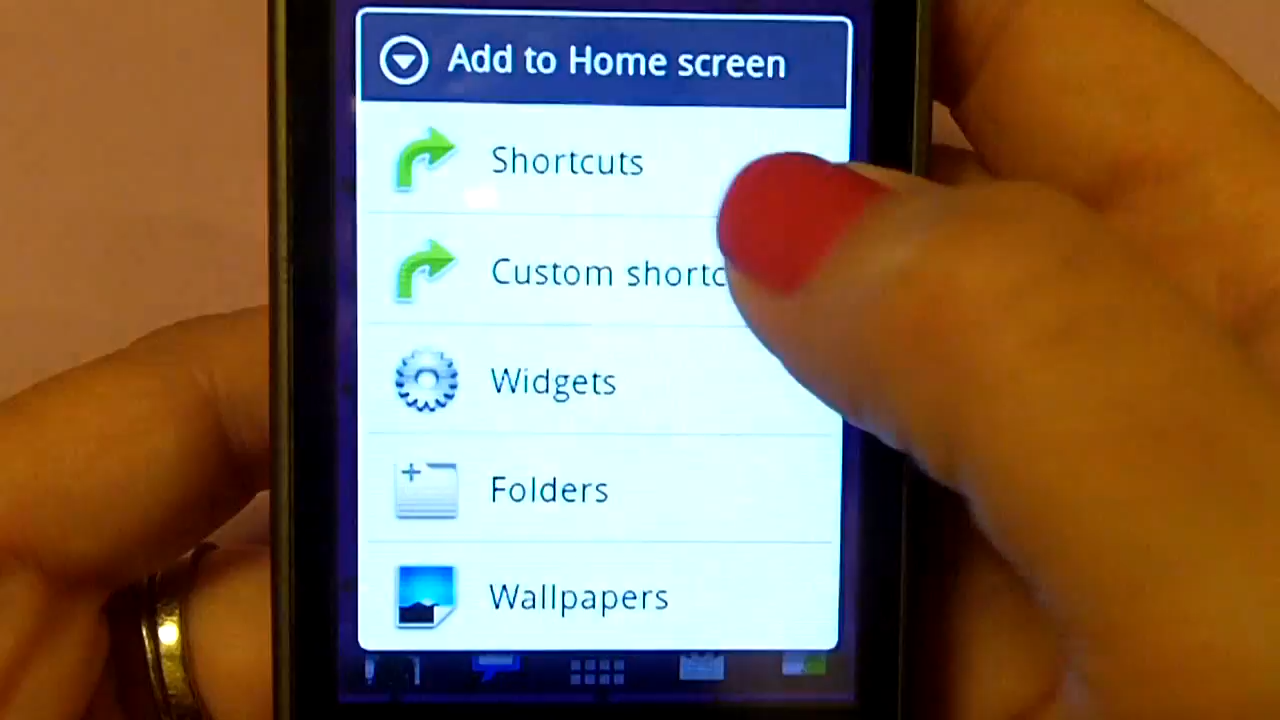 Add to Home screen
Shortcuts
Custom shortc
Widgets
Folders
Wallpapers